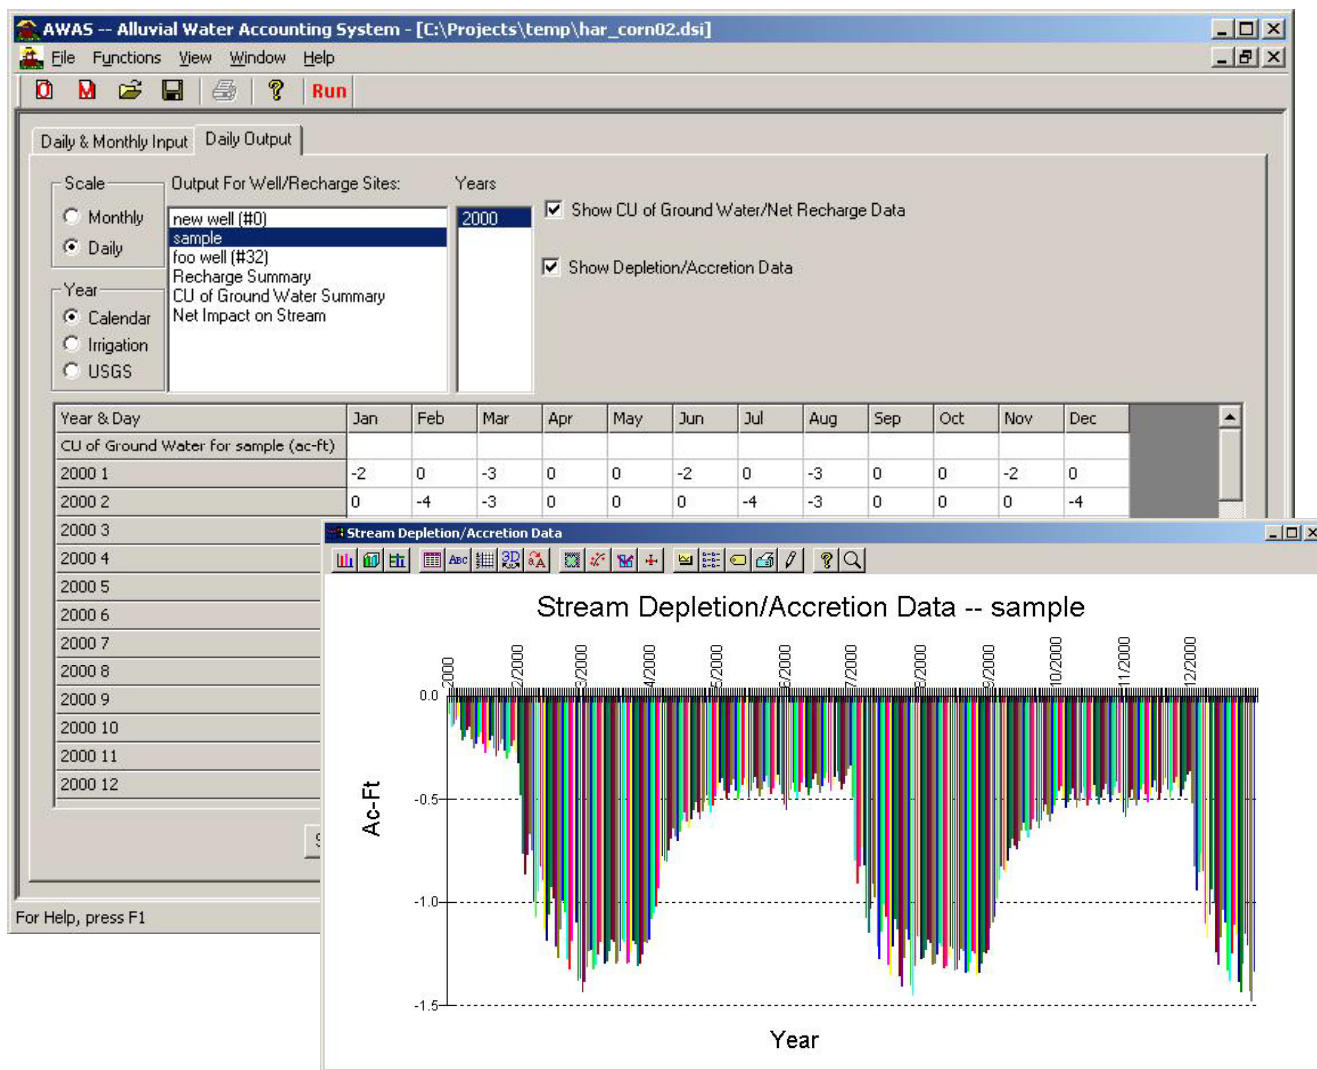 AWAS -- Alluvial Water Accounting System - [C:\Projects\temp\har_corn02.dsi]
File Functions View Window Help
Run
Daily & Monthly Input Daily Output
Scale Output For Well/Recharge Sites: Years
Monthly
Daily
new well (#0)
sample
foo well (#32)
Recharge Summary
CU of Ground Water Summary
Net Impact on Stream
2000
Show CU of Ground Water/Net Recharge Data
Show Depletion/Accretion Data
Year
Calendar
Irrigation
USGS
Year & Day Jan Feb Mar Apr May Jun Jul Aug Sep Oct Nov Dec
CU of Ground Water for sample (ac-ft)
2000 1 -2 0 -3 0 0 -2 0 -3 0 0 -2 0
2000 2 0 -4 -3 0 0 0 -4 -3 0 0 0 -4
2000 3
2000 4
2000 5
2000 6
2000 7
2000 8
2000 9
2000 10
2000 11
2000 12
For Help, press F1
Stream Depletion/Accretion Data
ABC 3D
Stream Depletion/Accretion Data -- sample
2000 2/2000 3/2000 4/2000 5/2000 6/2000 7/2000 8/2000 9/2000 10/2000 11/2000 12/2000
0.0
-0.5
-1.0
-1.5
Ac-Ft
Year